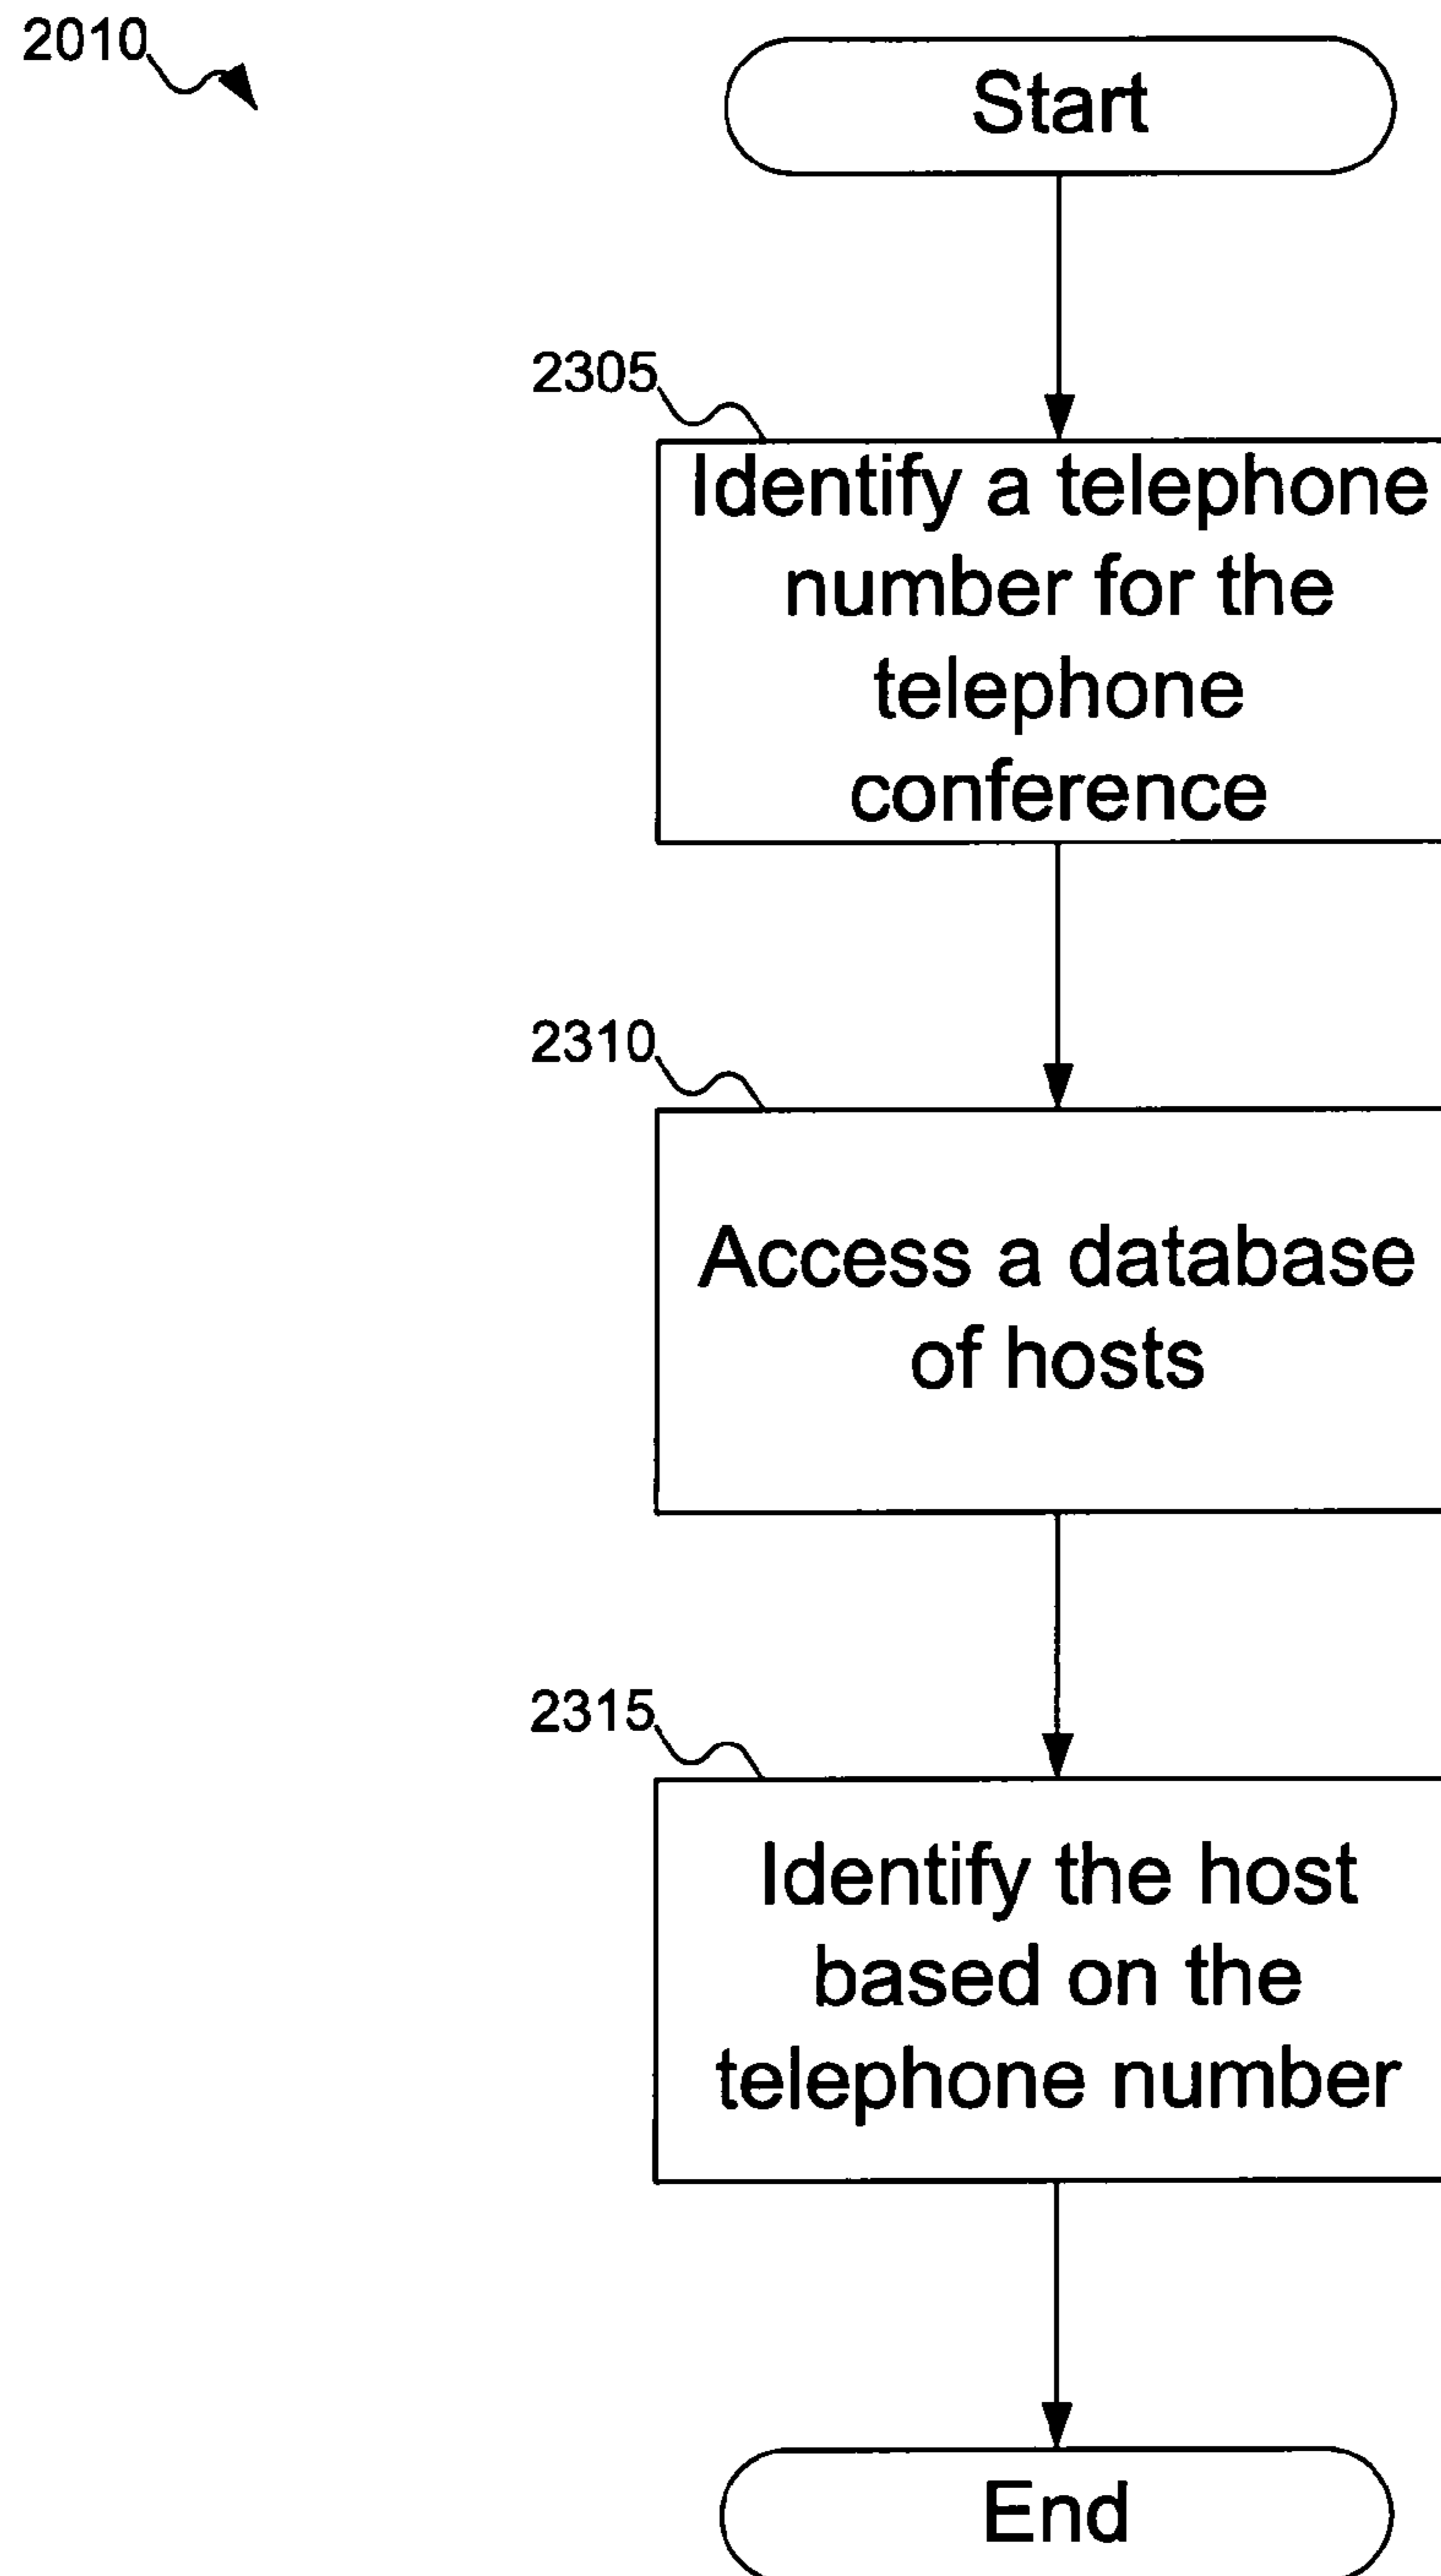 2010
Start
2305
Identify a telephone
number for the
telephone
conference
2310
Access a database
of hosts
2315
Identify the host
based on the
telephone number
End